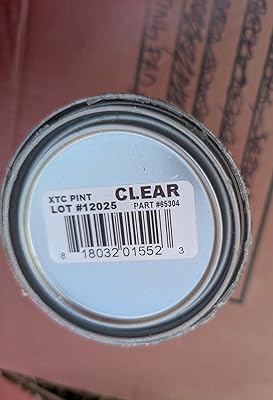 XTC PINT CLEAR
LOT #12025 PART #65304
8 18032 01552 3